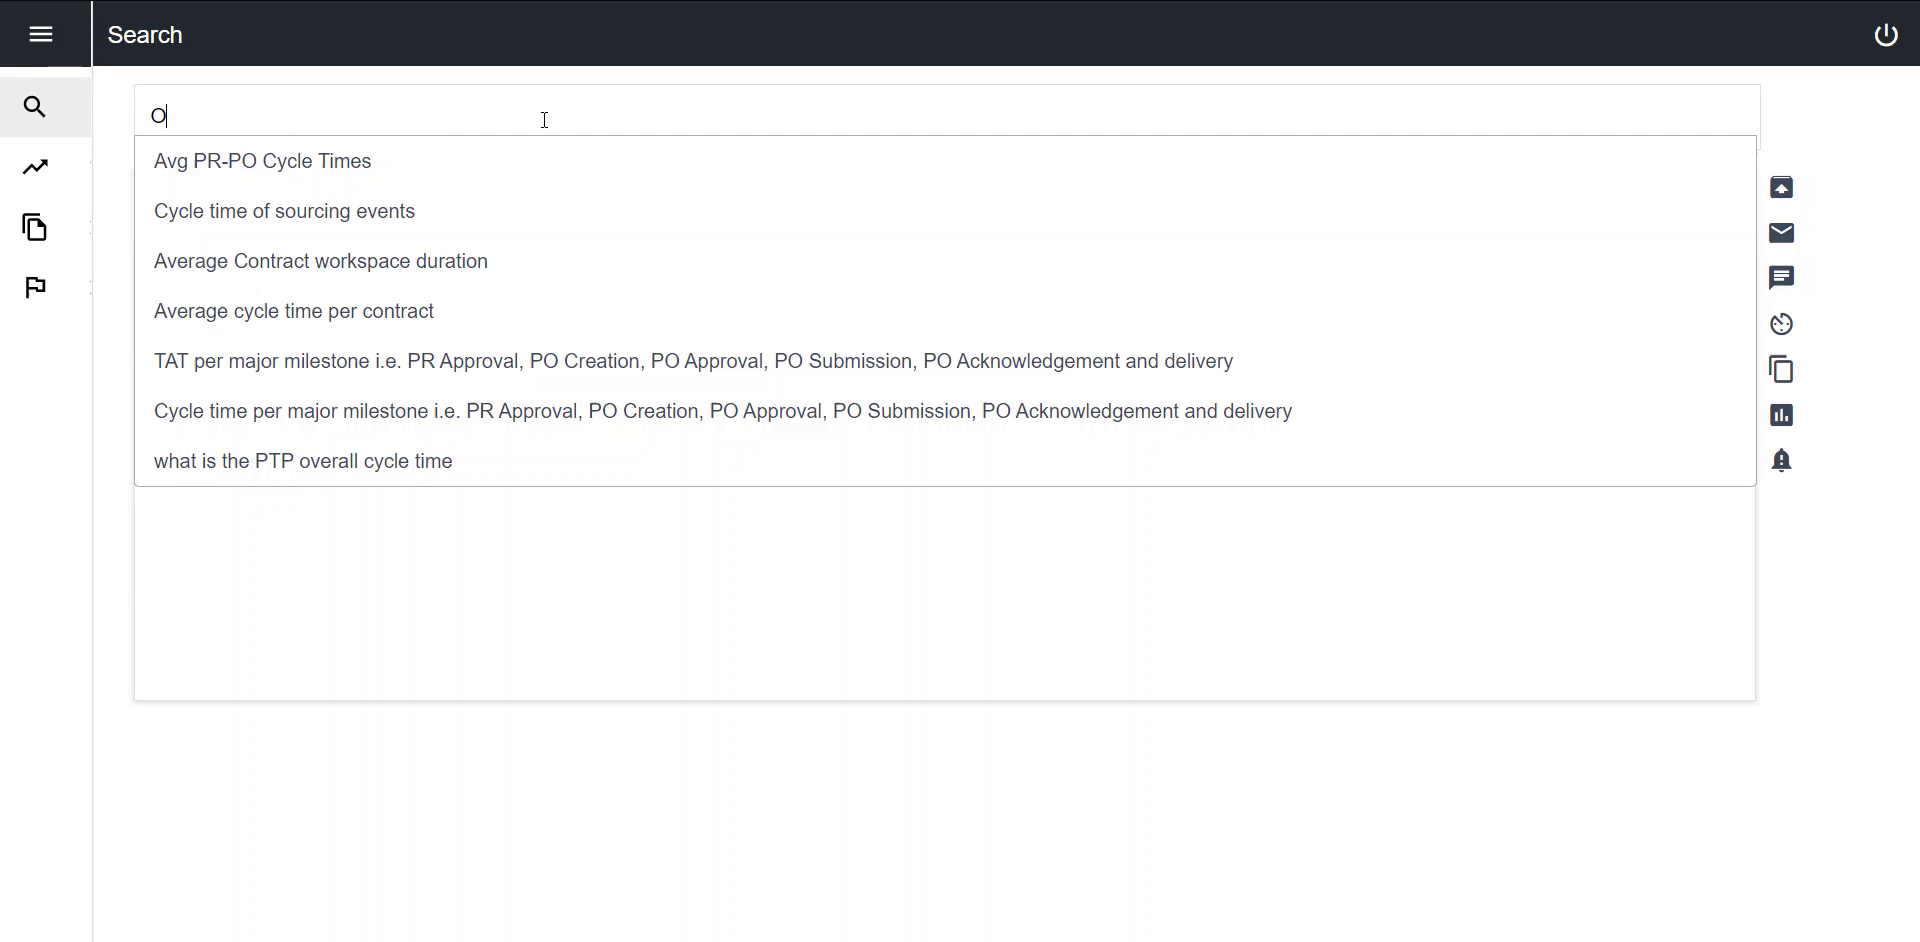 Search
O
Avg PR-PO Cycle Times
Cycle time of sourcing events
Average Contract workspace duration
Average cycle time per contract
TAT per major milestone i.e. PR Approval, PO Creation, PO Approval, PO Submission, PO Acknowledgement and delivery
Cycle time per major milestone i.e. PR Approval, PO Creation, PO Approval, PO Submission, PO Acknowledgement and delivery
what is the PTP overall cycle time